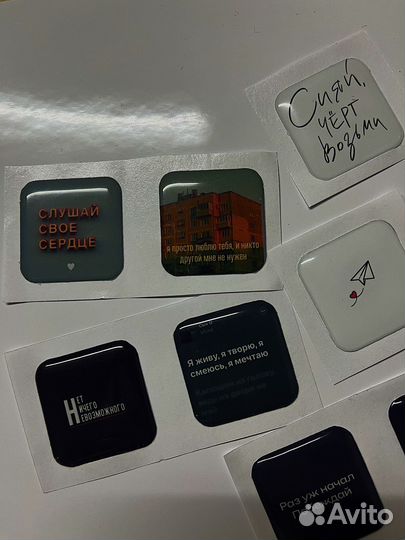 Сияй,
чёрт
возьми
СЛУШАЙ
СВОЕ
СЕРДЦЕ
я просто люблю тебя, и никто
другой мне не нужен
Нет
Ничего
Невозможного
Я живу, я творю, я
смеюсь, я мечтаю
Раз уж начал
Avito